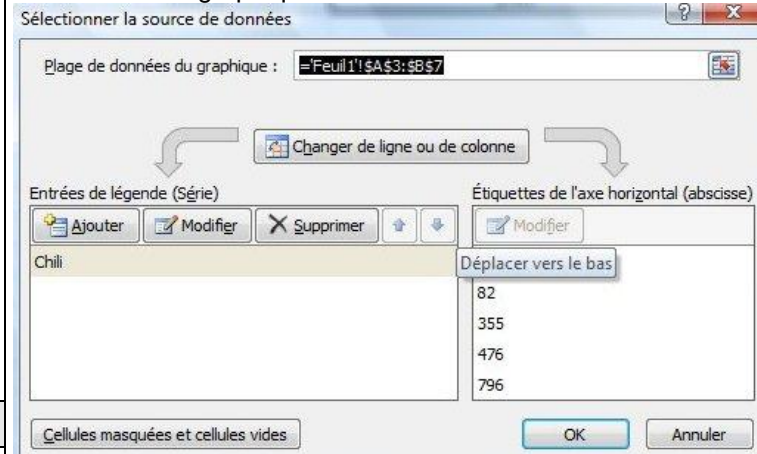 Sélectionner la source de données
Plage de données du graphique : ='Feuil1'!$A$3:$B$7
Changer de ligne ou de colonne
Entrées de légende (Série)
Étiquettes de l'axe horizontal (abscisse)
Ajouter Modifier Supprimer
Modifier
Chili
Déplacer vers le bas
82
355
476
796
Cellules masquées et cellules vides
OK Annuler